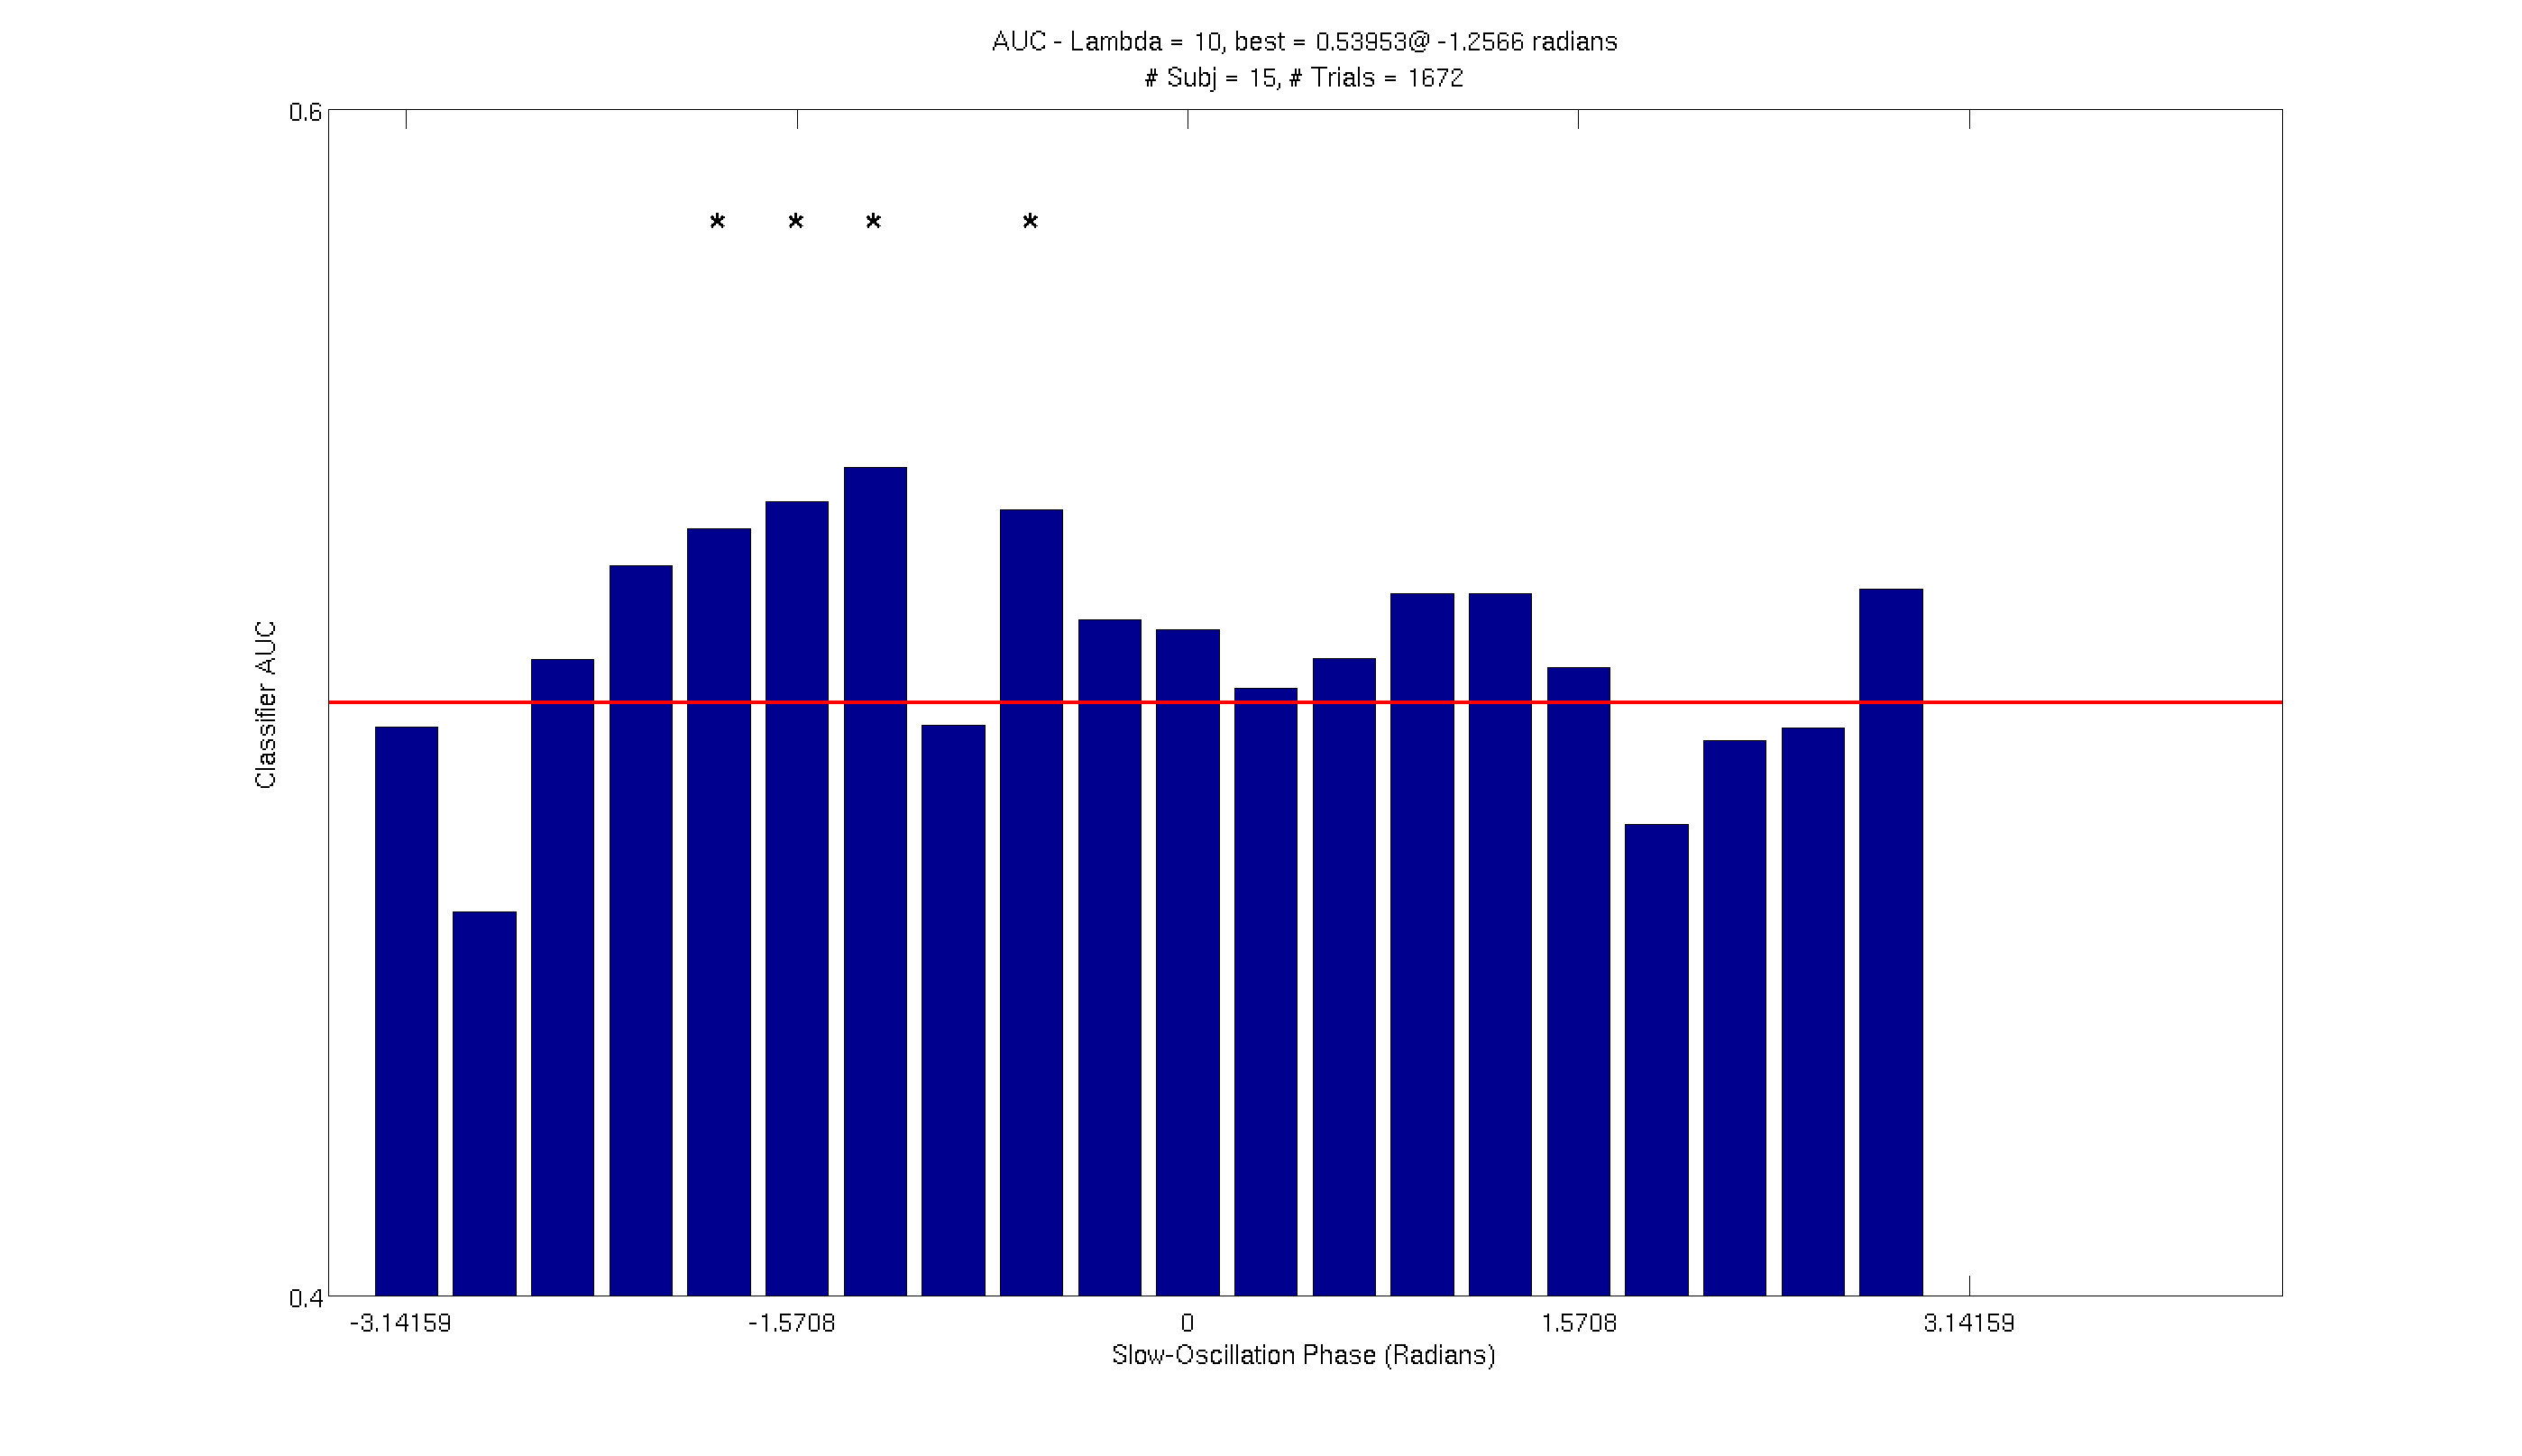 AUC - Lambda = 10, best = 0.53953@ -1.2566 radians
# Subj = 15, # Trials = 1672
0.6
* * * *
Classifier AUC
0.4
-3.14159 -1.5708 0 1.5708 3.14159
Slow-Oscillation Phase (Radians)